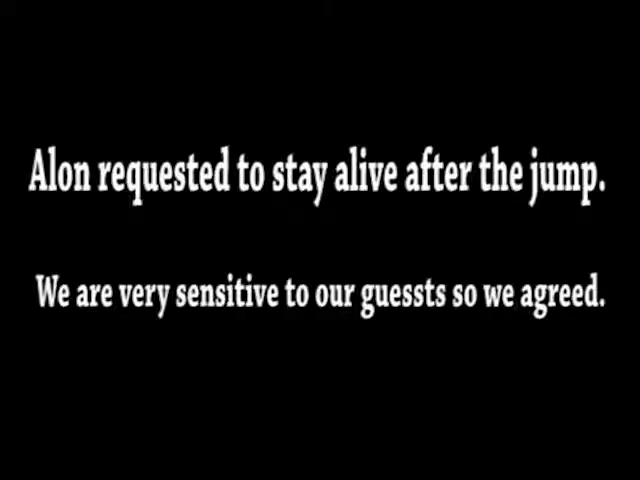 Alon requested to stay alive after the jump.
We are very sensitive to our guessts so we agreed.